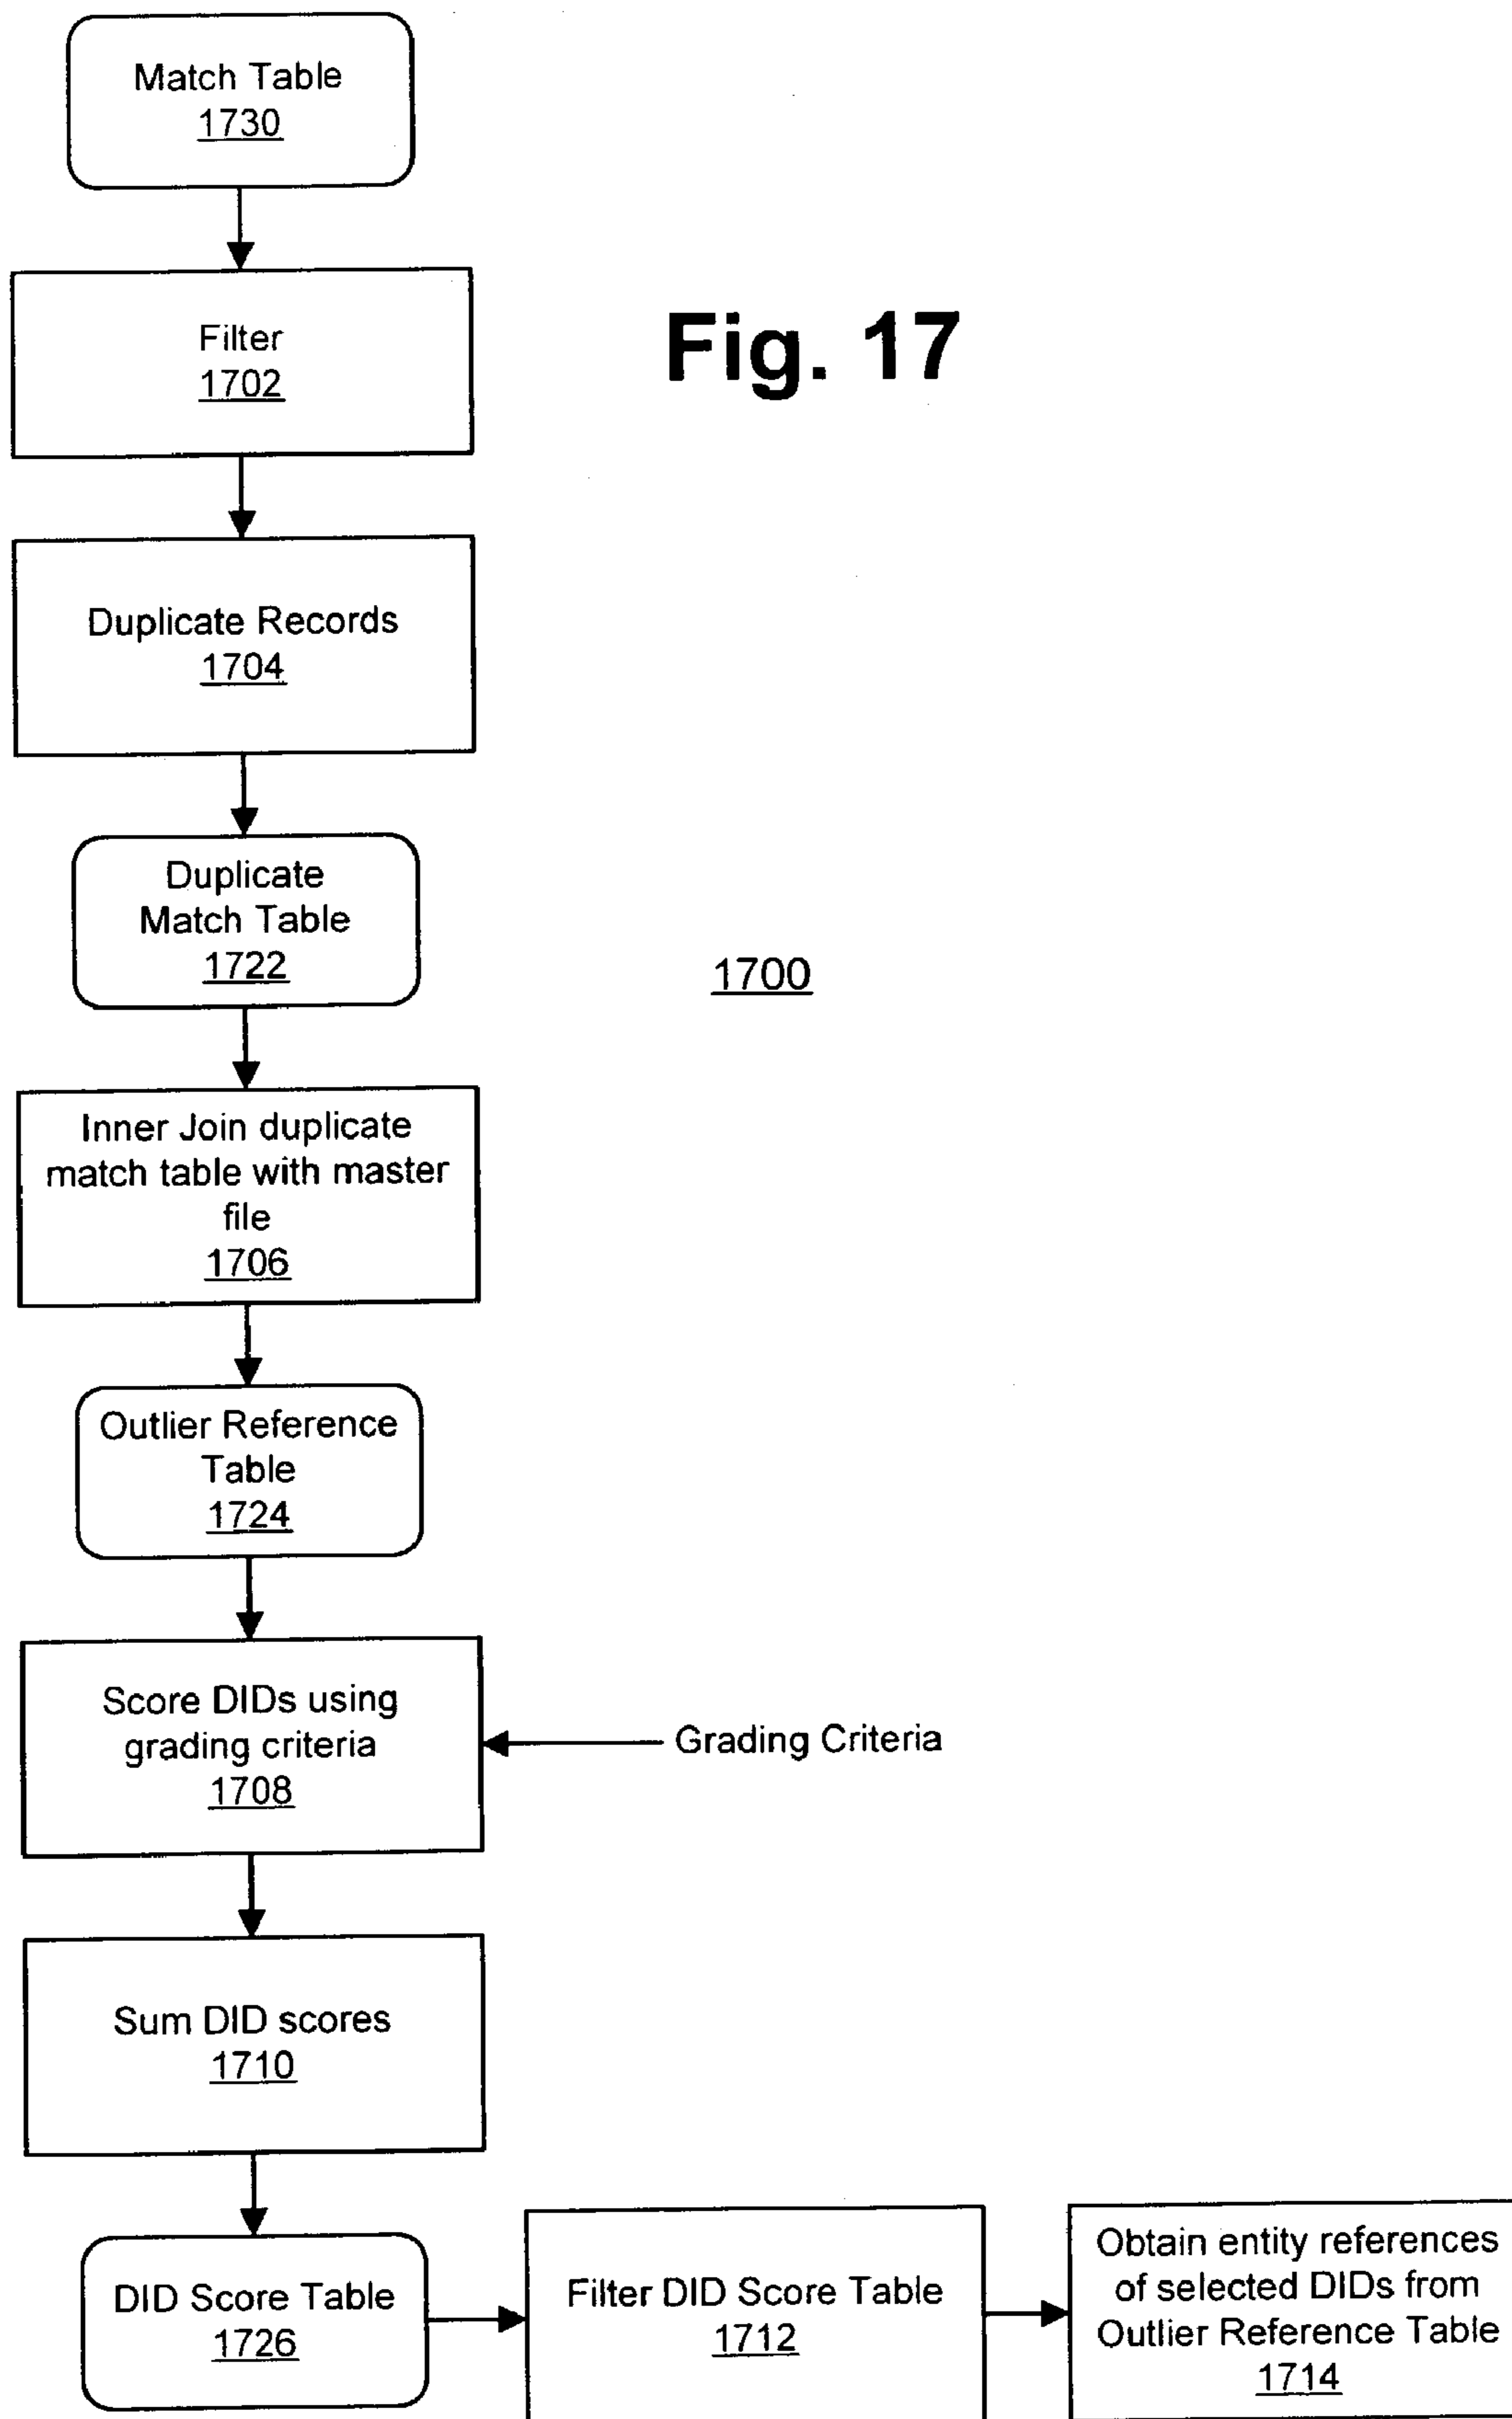 Match Table
1730
Filter
1702
Fig. 17
Duplicate Records
1704
Duplicate
Match Table
1722
1700
Inner Join duplicate
match table with master
file
1706
Outlier Reference
Table
1724
Score DIDs using
grading criteria
1708
Grading Criteria
Sum DID scores
1710
DID Score Table
1726
Filter DID Score Table
1712
Obtain entity references
of selected DIDs from
Outlier Reference Table
1714